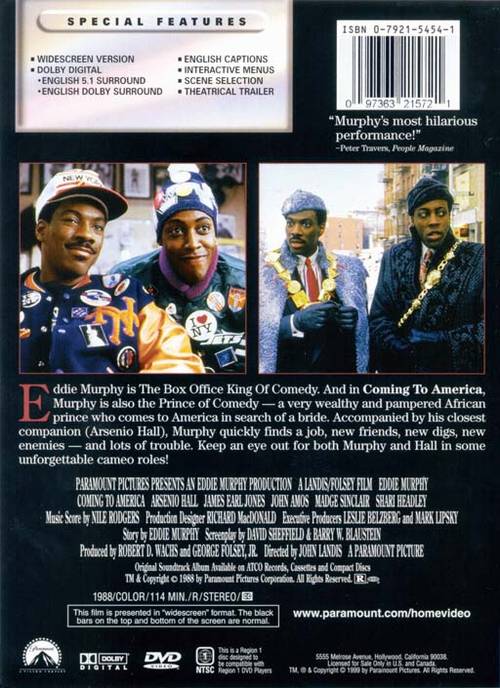 SPECIAL FEATURES
▪ WIDESCREEN VERSION
▪ DOLBY DIGITAL
•ENGLISH 5.1 SURROUND
•ENGLISH DOLBY SURROUND
▪ ENGLISH CAPTIONS
▪ INTERACTIVE MENUS
▪ SCENE SELECTION
▪ THEATRICAL TRAILER
ISBN 0-7921-5454-1
0 97363 21572 1
“Murphy's most hilarious
performance!”
–Peter Travers, People Magazine
NEW YORK
I ♥ NY
JETS
Eddie Murphy is The Box Office King Of Comedy. And in Coming To America,
Murphy is also the Prince of Comedy — a very wealthy and pampered African
prince who comes to America in search of a bride. Accompanied by his closest
companion (Arsenio Hall), Murphy quickly finds a job, new friends, new digs, new
enemies — and lots of trouble. Keep an eye out for both Murphy and Hall in some
unforgettable cameo roles!
PARAMOUNT PICTURES PRESENTS AN EDDIE MURPHY PRODUCTION A LANDIS/FOLSEY FILM EDDIE MURPHY
COMING TO AMERICA ARSENIO HALL JAMES EARL JONES JOHN AMOS MADGE SINCLAIR SHARI HEADLEY
Music Score by NILE RODGERS Production Designer RICHARD MacDONALD Executive Producers LESLIE BELZBERG and MARK LIPSKY
Story by EDDIE MURPHY Screenplay by DAVID SHEFFIELD & BARRY W. BLAUSTEIN
Produced by ROBERT D. WACHS and GEORGE FOLSEY, JR. Directed by JOHN LANDIS A PARAMOUNT PICTURE
Original Soundtrack Album Available on ATCO Records, Cassettes and Compact Discs
TM & Copyright © 1988 by Paramount Pictures Corporation. All Rights Reserved. R
1988/COLOR/114 MIN./R/STEREO/
This film is presented in "widescreen" format. The black
bars on the top and bottom of the screen are normal.
www.paramount.com/homevideo
Paramount
DOLBY
DIGITAL
DVD
VIDEO
1
NTSC
This is a Region 1
disc designed to
be compatible with
Region 1 DVD Players
5555 Melrose Avenue, Hollywood, California 90038.
Licensed for Sale Only in U.S. and Canada.
TM, ® & Copyright © 1999 by Paramount Pictures. All Rights Reserved.